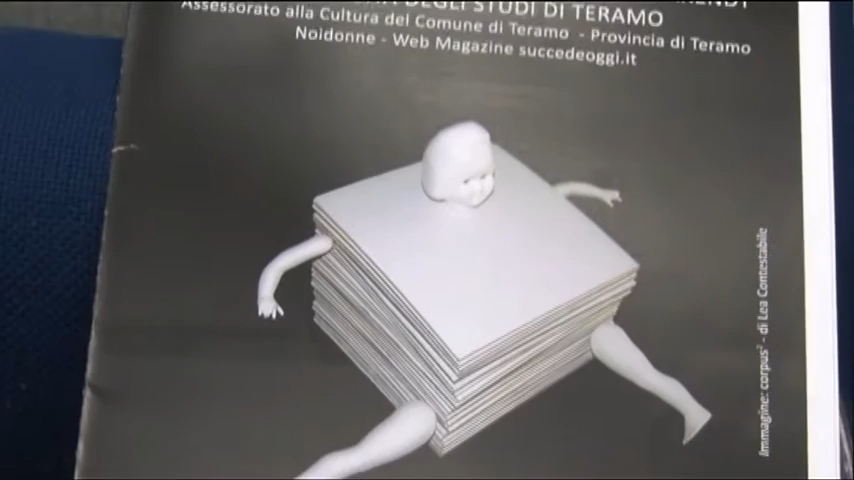 DEGLI STUDI DI TERAMO
Assessorato alla Cultura del Comune di Teramo - Provincia di Teramo
Noidonne - Web Magazine succedeoggi.it
Immagine: corpus² - di Lea Contestabile